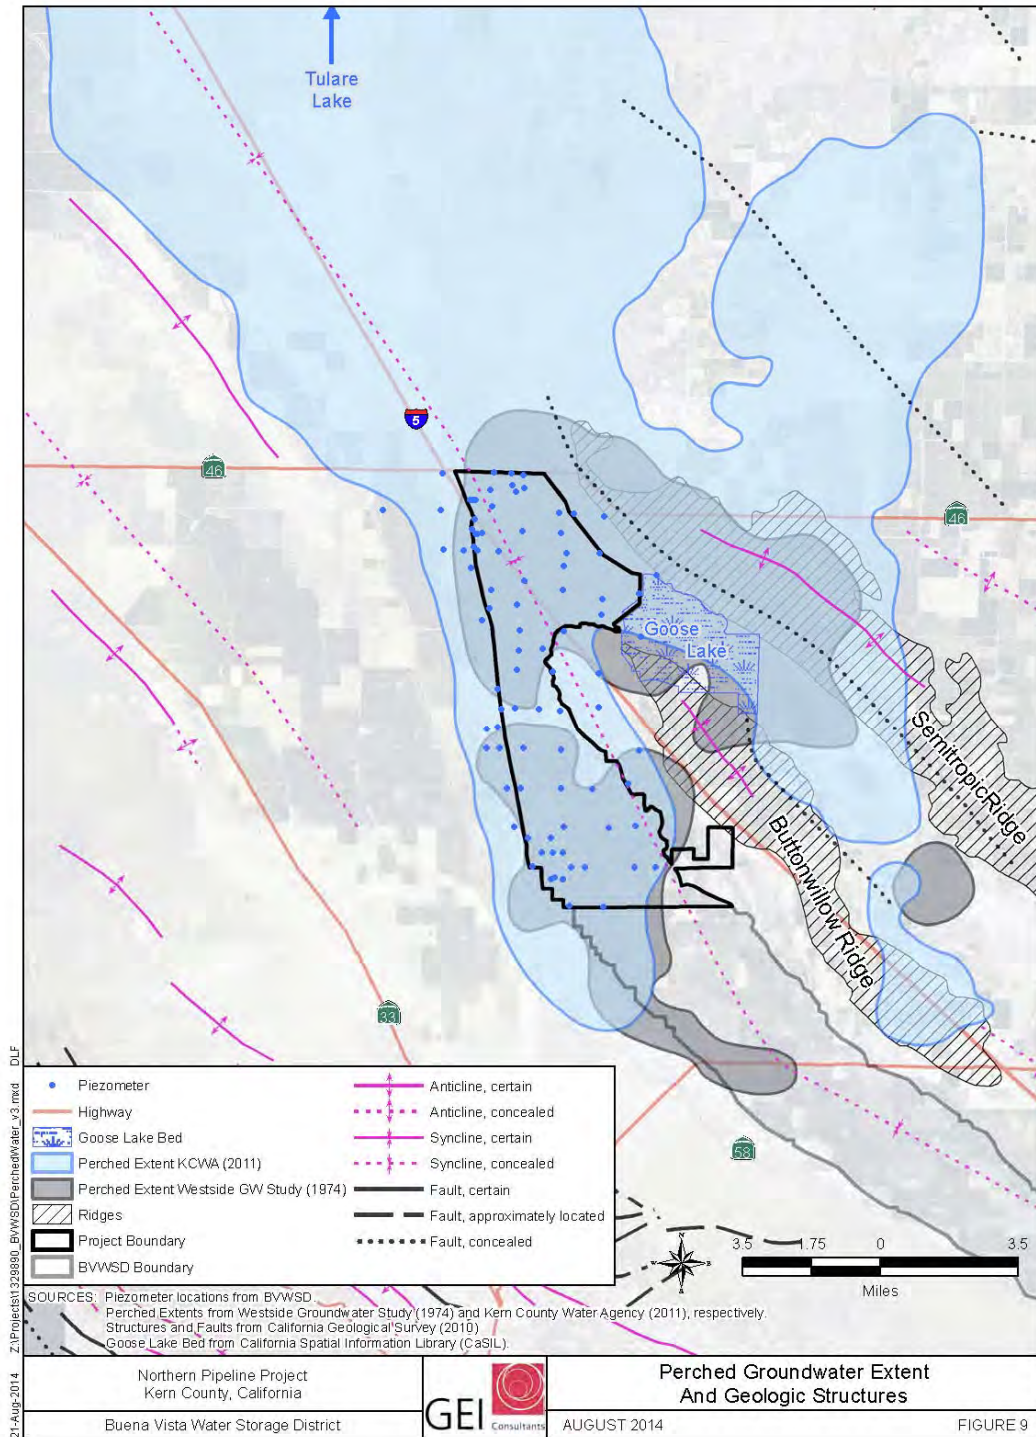 Tulare
Lake
5
46
46
Goose
Lake
Semitropic Ridge
Buttonwillow Ridge
33
58
Piezometer
Highway
Goose Lake Bed
Perched Extent KCWA (2011)
Perched Extent Westside GW Study (1974)
Ridges
Project Boundary
BVWSD Boundary
Anticline, certain
Anticline, concealed
Syncline, certain
Syncline, concealed
Fault, certain
Fault, approximately located
Fault, concealed
N
W
E
S
3.5 1.75 0 3.5
Miles
SOURCES: Piezometer locations from BVWSD.
Perched Extents from Westside Groundwater Study (1974) and Kern County Water Agency (2011), respectively.
Structures and Faults from California Geological Survey (2010)
Goose Lake Bed from California Spatial Information Library (CaSIL).
21-Aug-2014 Z:\Projects\1329890_BVWSD\PerchedWater_v3.mxd DLF
Northern Pipeline Project
Kern County, California
Buena Vista Water Storage District
GEI Consultants
Perched Groundwater Extent
And Geologic Structures
AUGUST 2014
FIGURE 9